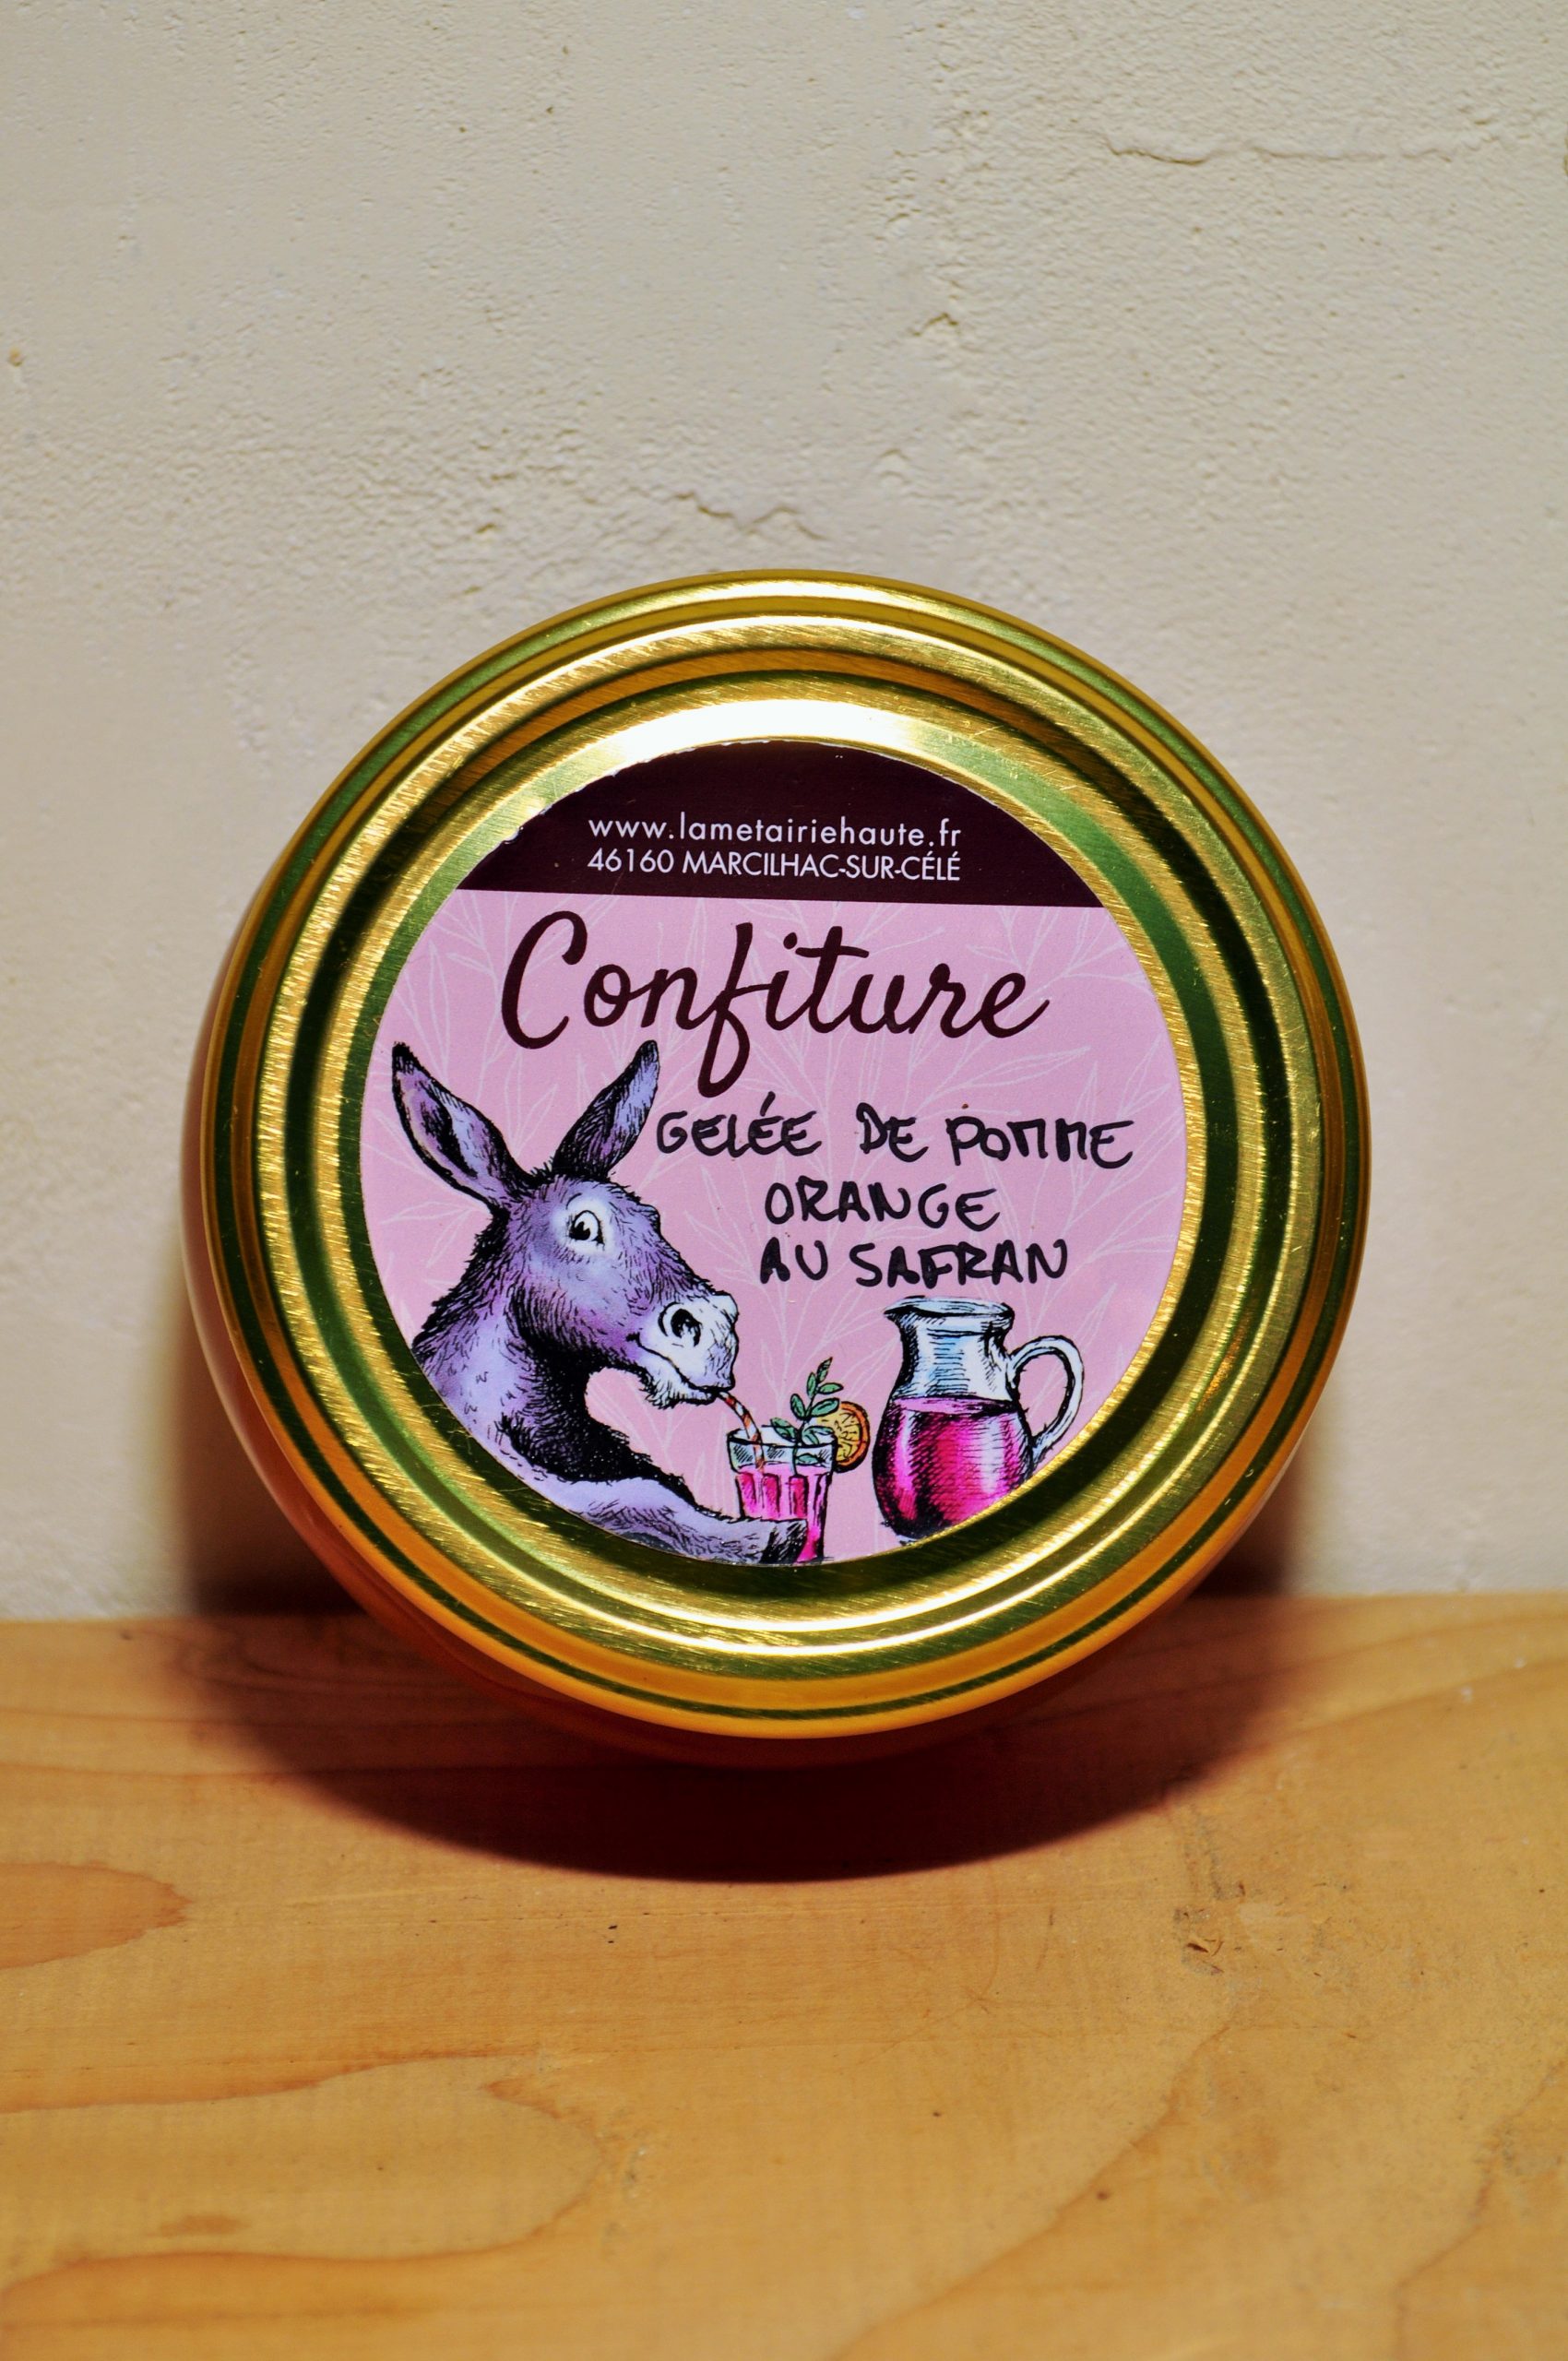 www.lametairiehaute.fr
46160 MARCILHAC-SUR-CÉLÉ
Confiture
GELÉE DE POMME
ORANGE
AU SAFRAN